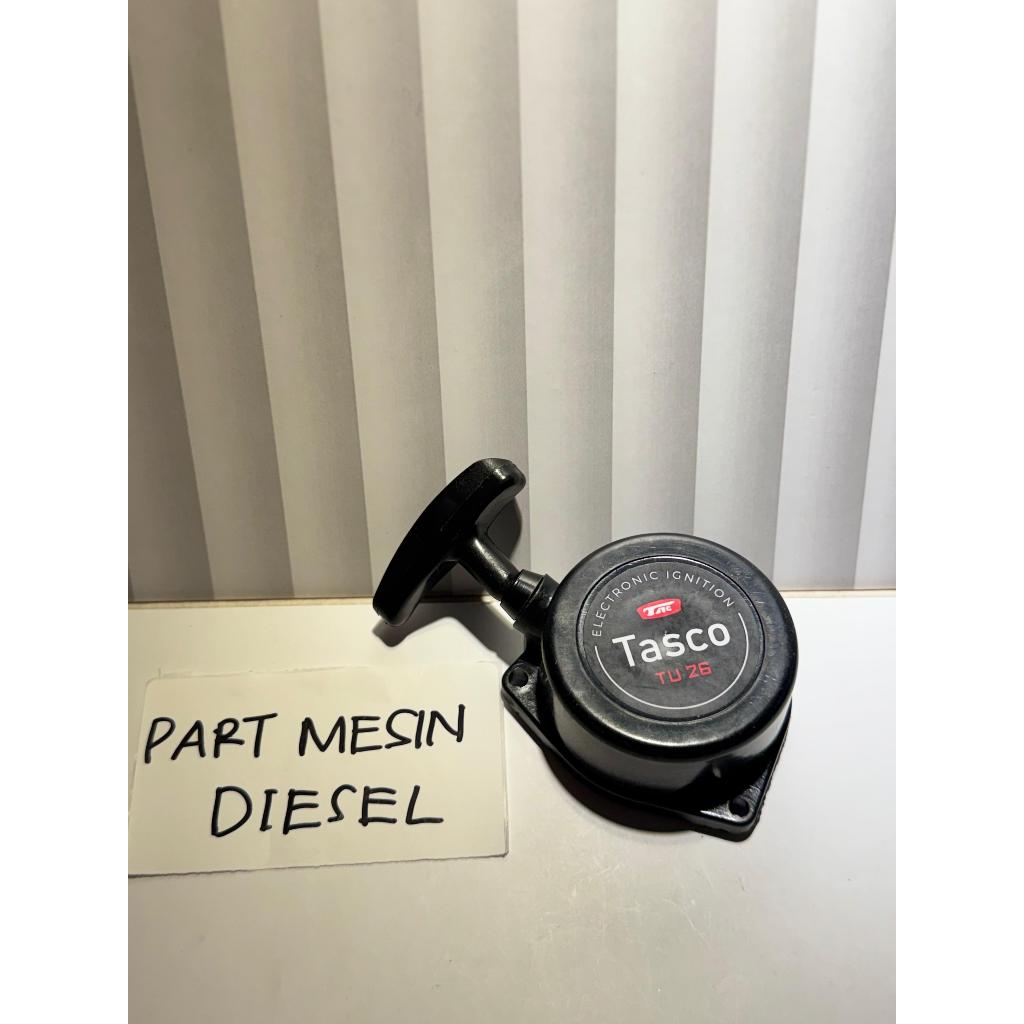 PART MESIN
DIESEL
ELECTRONIC IGNITION
TAC
Tasco
TU 26